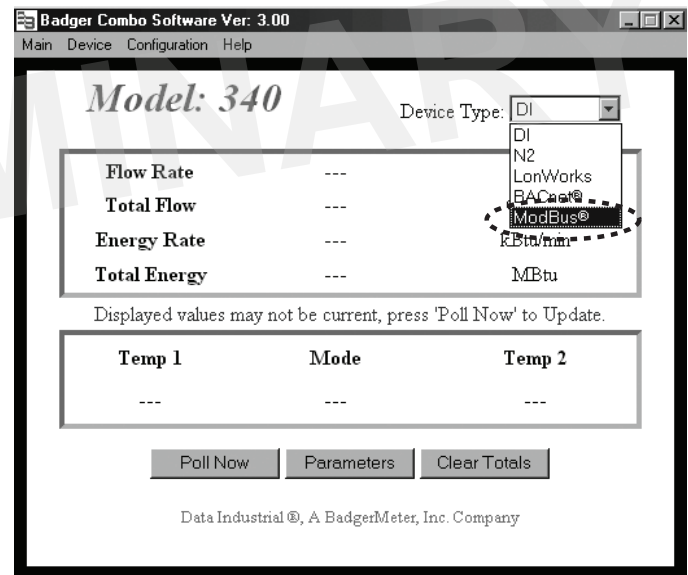 Badger Combo Software Ver: 3.00
Main Device Configuration Help
Model: 340
Device Type: DI
DI
N2
LonWorks
BACnet®
ModBus®
Flow Rate ---
Total Flow ---
Energy Rate --- kBtu/min
Total Energy --- MBtu
Displayed values may not be current, press 'Poll Now' to Update.
Temp 1 Mode Temp 2
--- --- ---
Poll Now Parameters Clear Totals
Data Industrial ®, A BadgerMeter, Inc. Company
MINARY